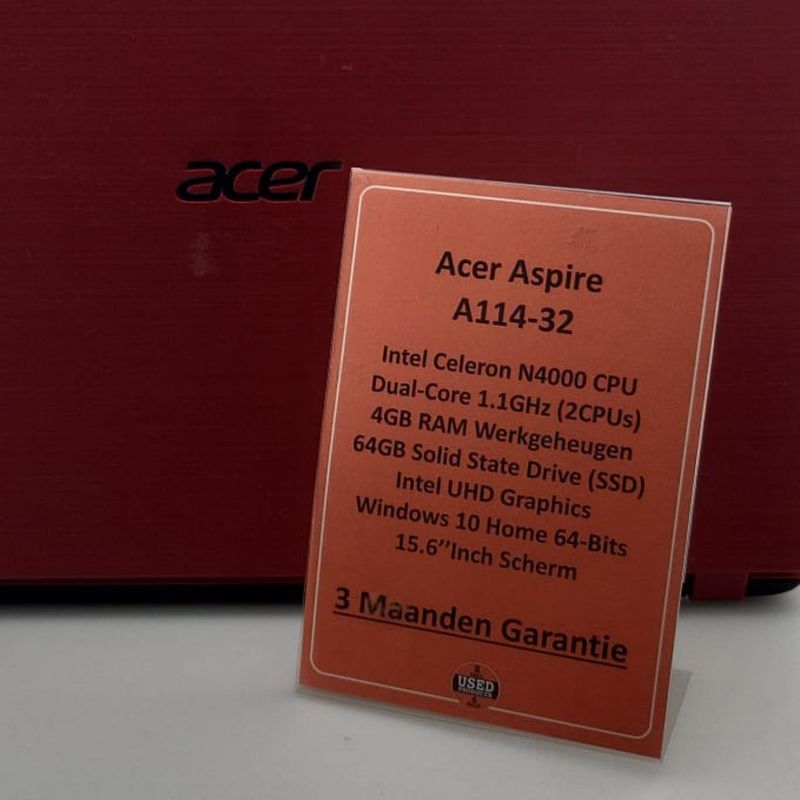 acer
Acer Aspire
A114-32
Intel Celeron N4000 CPU
Dual-Core 1.1GHz (2CPUs)
4GB RAM Werkgeheugen
64GB Solid State Drive (SSD)
Intel UHD Graphics
Windows 10 Home 64-Bits
15.6’’Inch Scherm
3 Maanden Garantie
USED
PRODUCTS